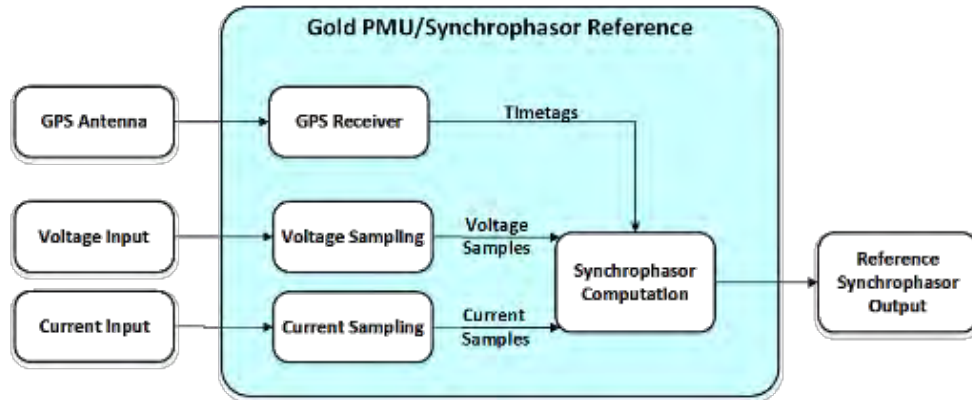 Gold PMU/Synchrophasor Reference
GPS Antenna
GPS Receiver
Timetags
Voltage Input
Voltage Sampling
Voltage
Samples
Synchrophasor
Computation
Reference
Synchrophasor
Output
Current Input
Current Sampling
Current
Samples